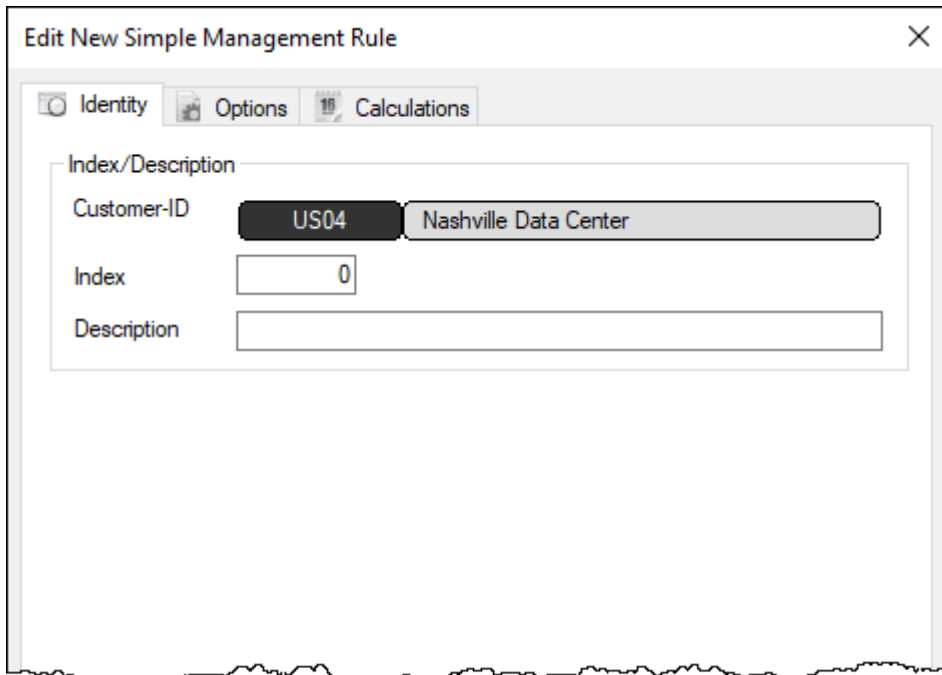 Edit New Simple Management Rule
Identity Options 16 Calculations
Index/Description
Customer-ID US04 Nashville Data Center
Index 0
Description